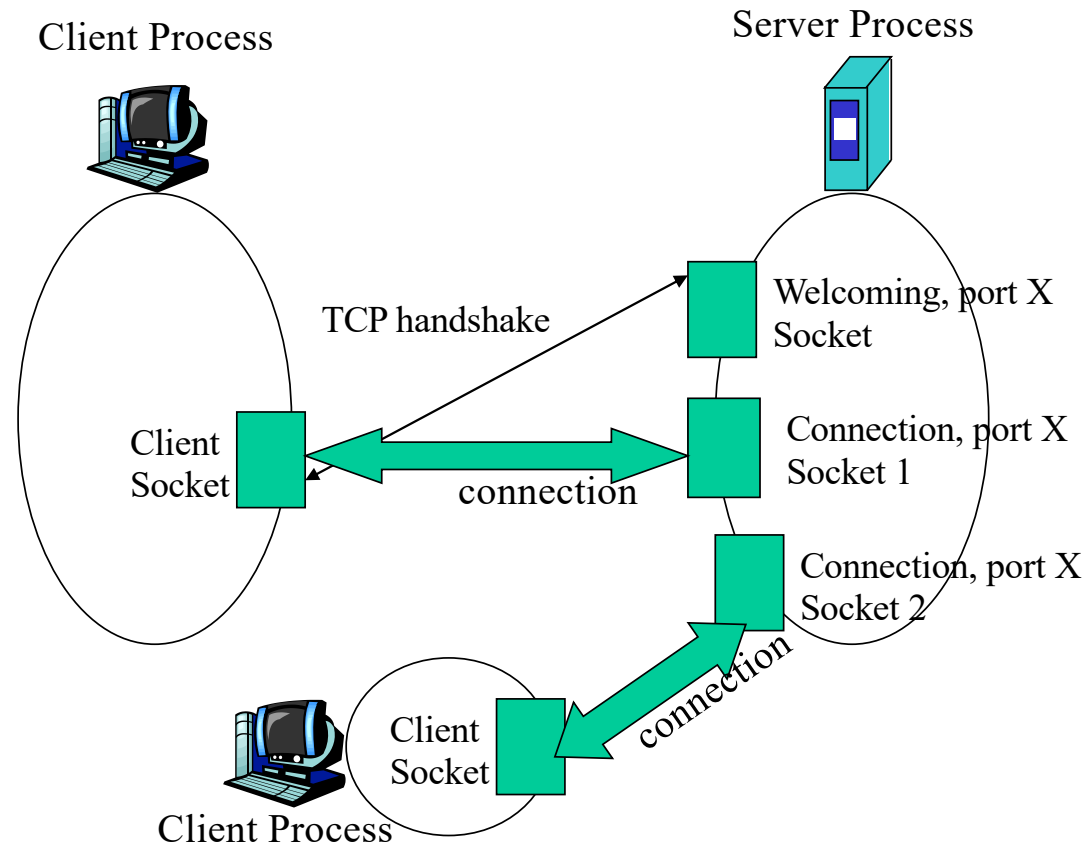 Client Process
Server Process
TCP handshake
Welcoming, port X
Socket
Client
Socket
connection
Connection, port X
Socket 1
Connection, port X
Socket 2
connection
Client
Socket
Client Process